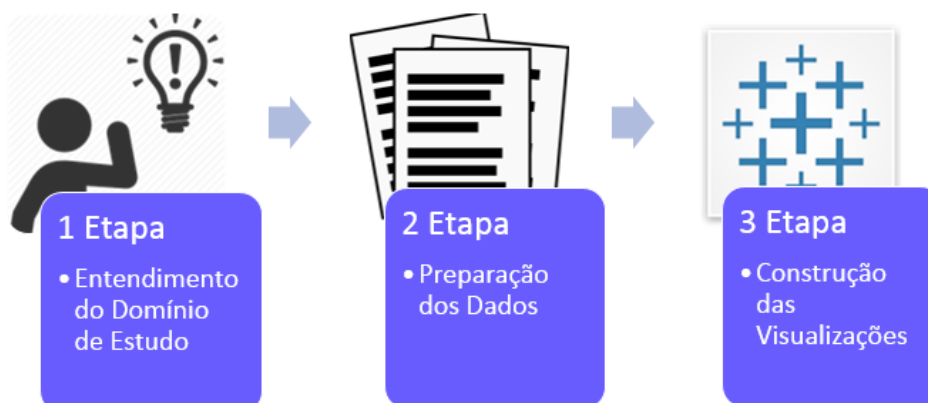 1 Etapa
• Entendimento
do Domínio
de Estudo
2 Etapa
• Preparação
dos Dados
3 Etapa
• Construção
das
Visualizações